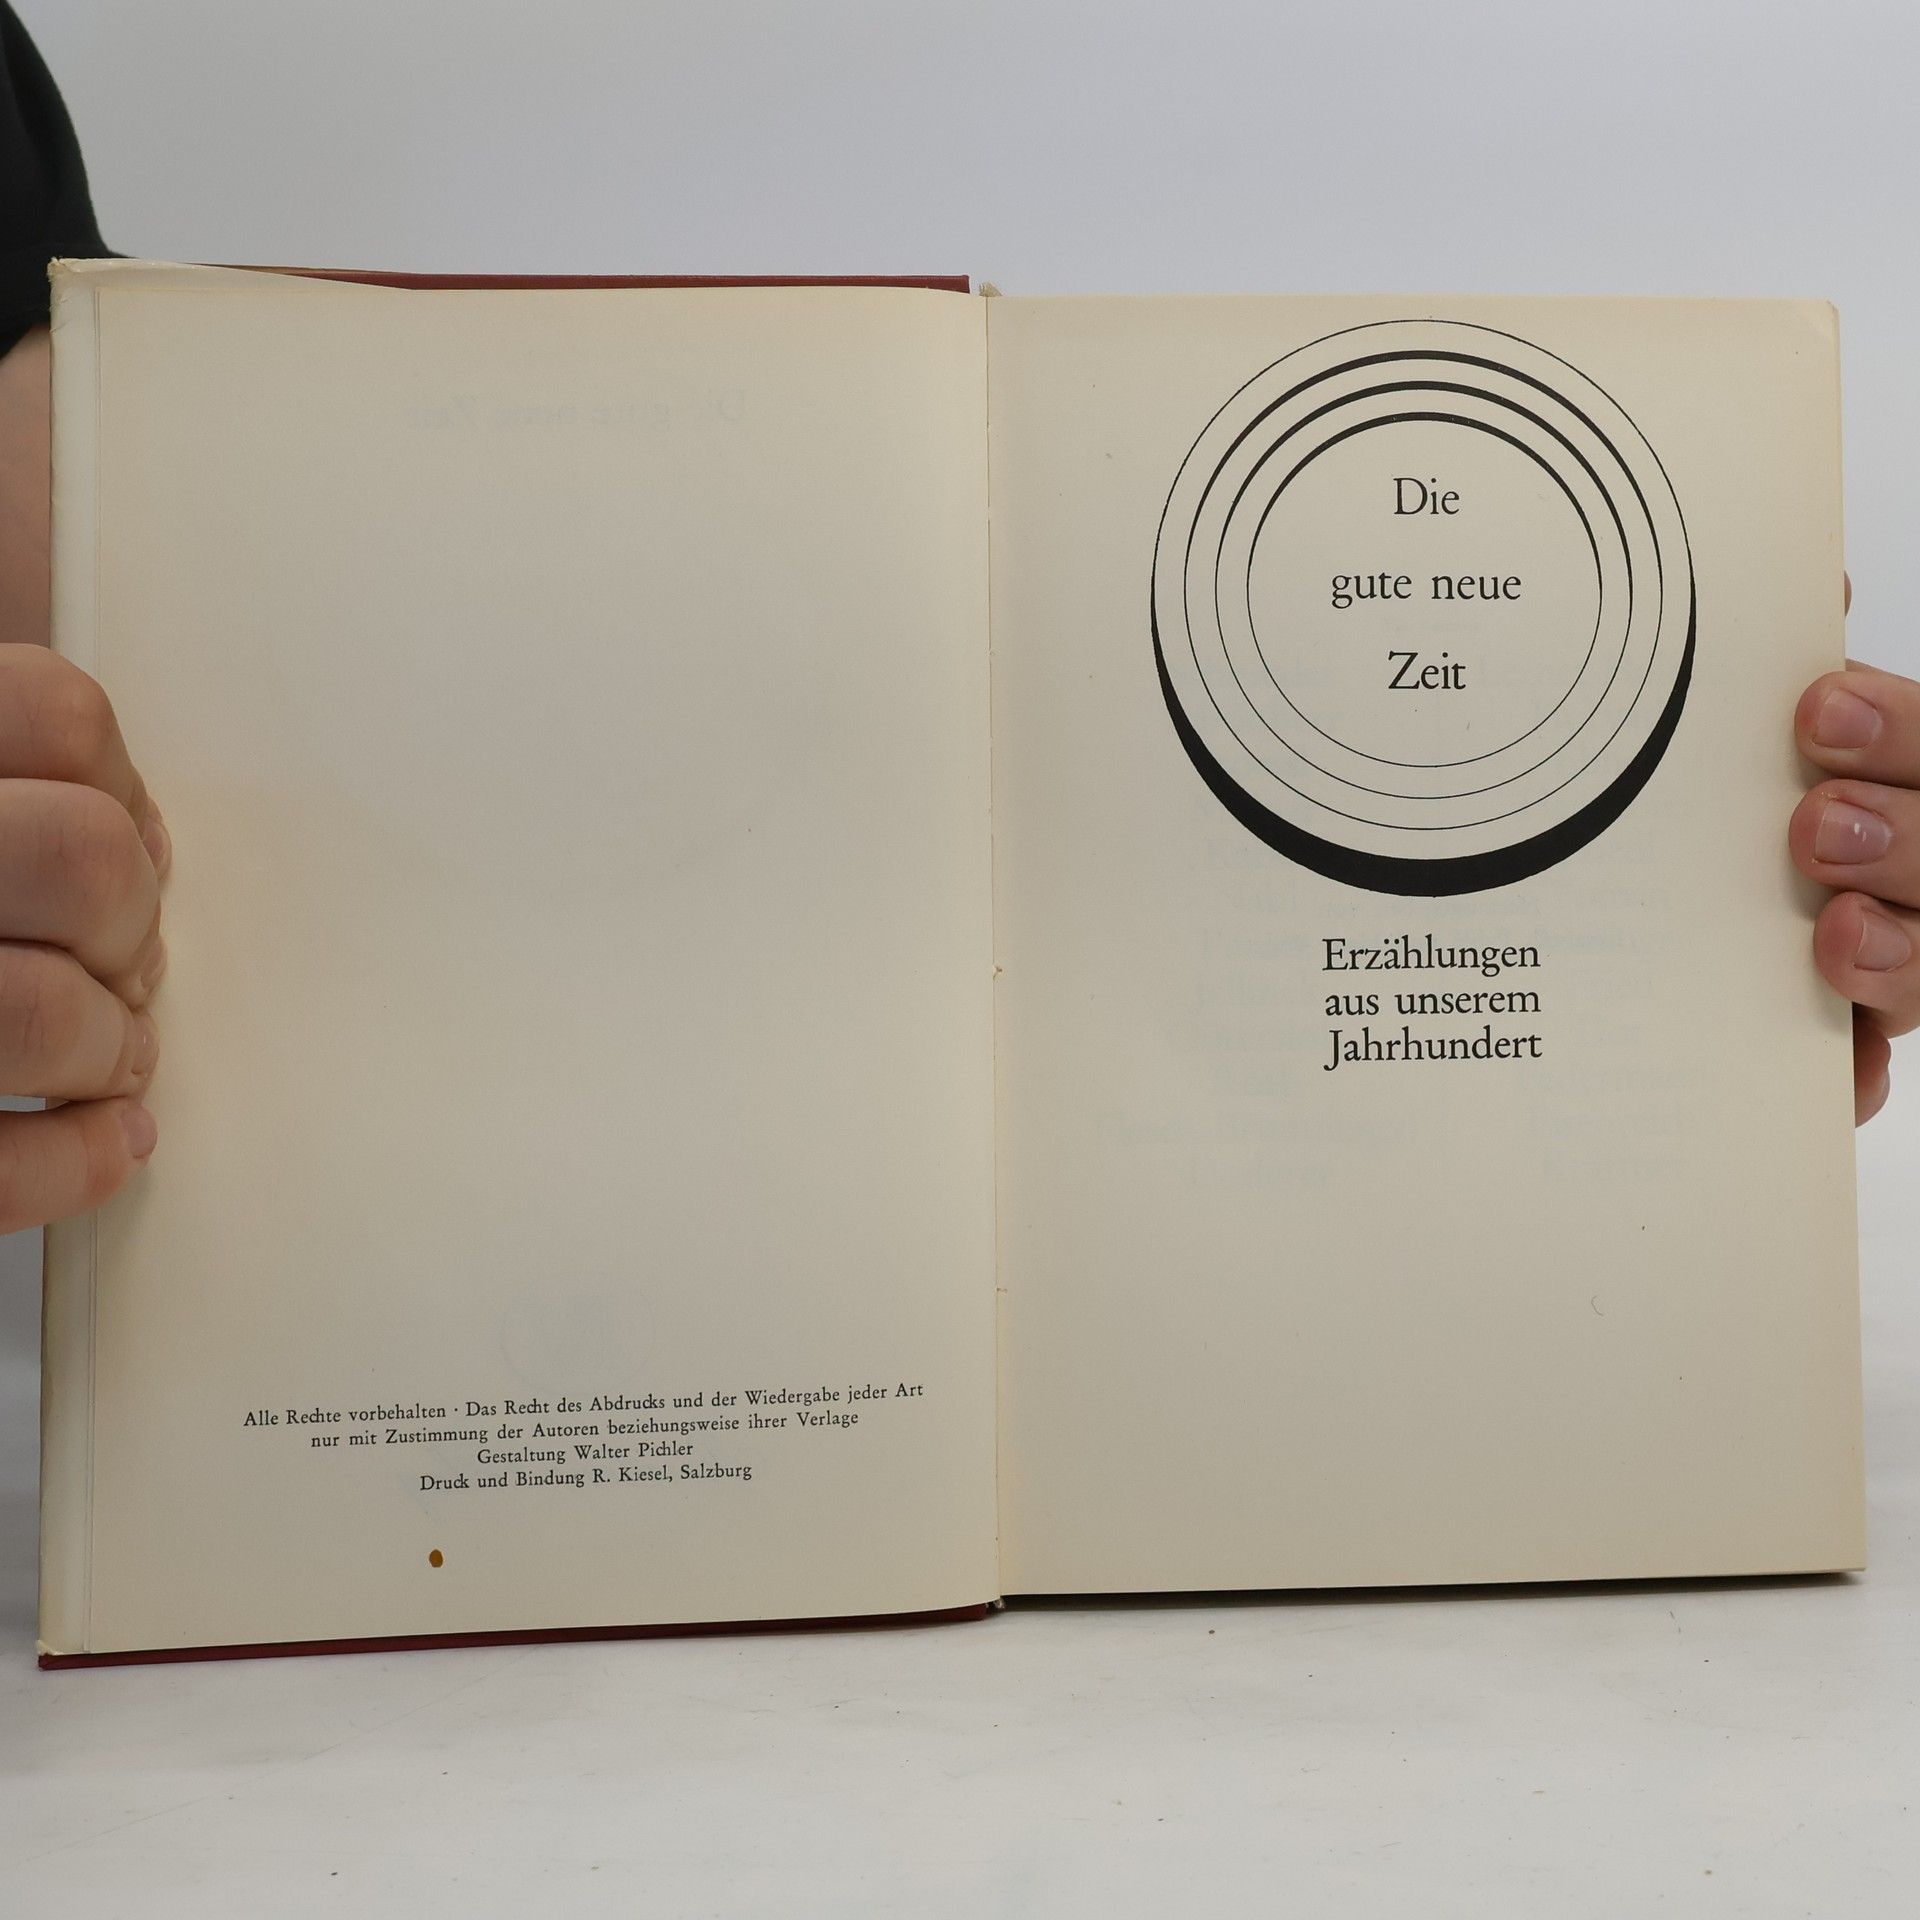 Alle Rechte vorbehalten · Das Recht des Abdrucks und der Wiedergabe jeder Art
nur mit Zustimmung der Autoren beziehungsweise ihrer Verlage
Gestaltung Walter Pichler
Druck und Bindung R. Kiesel, Salzburg
Die
gute neue
Zeit
Erzählungen
aus unserem
Jahrhundert